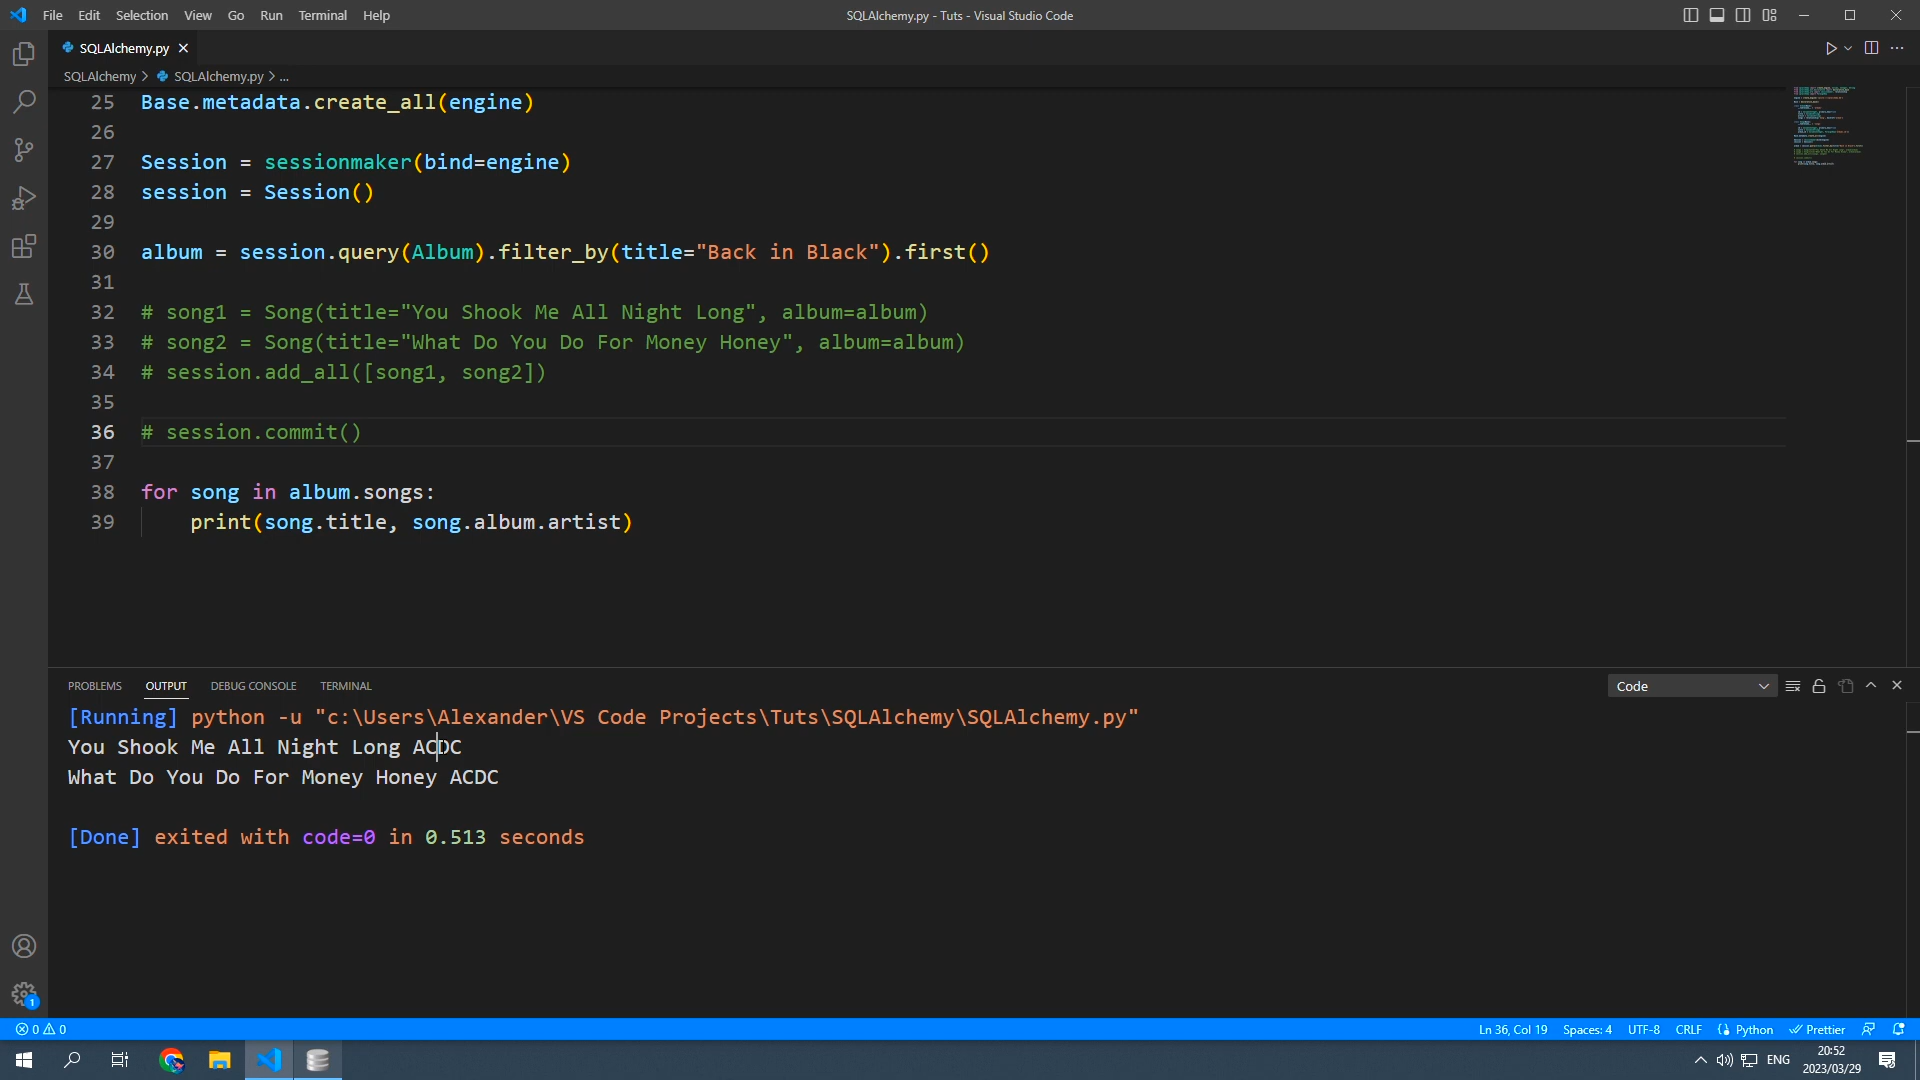 File Edit Selection View Go Run Terminal Help
SQLAlchemy.py - Tuts - Visual Studio Code
SQLAlchemy.py
SQLAlchemy > SQLAlchemy.py > ...
25 Base.metadata.create_all(engine)
26
27 Session = sessionmaker(bind=engine)
28 session = Session()
29
30 album = session.query(Album).filter_by(title="Back in Black").first()
31
32 # song1 = Song(title="You Shook Me All Night Long", album=album)
33 # song2 = Song(title="What Do You Do For Money Honey", album=album)
34 # session.add_all([song1, song2])
35
36 # session.commit()
37
38 for song in album.songs:
39 print(song.title, song.album.artist)
PROBLEMS OUTPUT DEBUG CONSOLE TERMINAL
Code
[Running] python -u "c:\Users\Alexander\VS Code Projects\Tuts\SQLAlchemy\SQLAlchemy.py"
You Shook Me All Night Long ACDC
What Do You Do For Money Honey ACDC
[Done] exited with code=0 in 0.513 seconds
1
0 0
Ln 36, Col 19 Spaces: 4 UTF-8 CRLF Python Prettier
ENG
20:52
2023/03/29